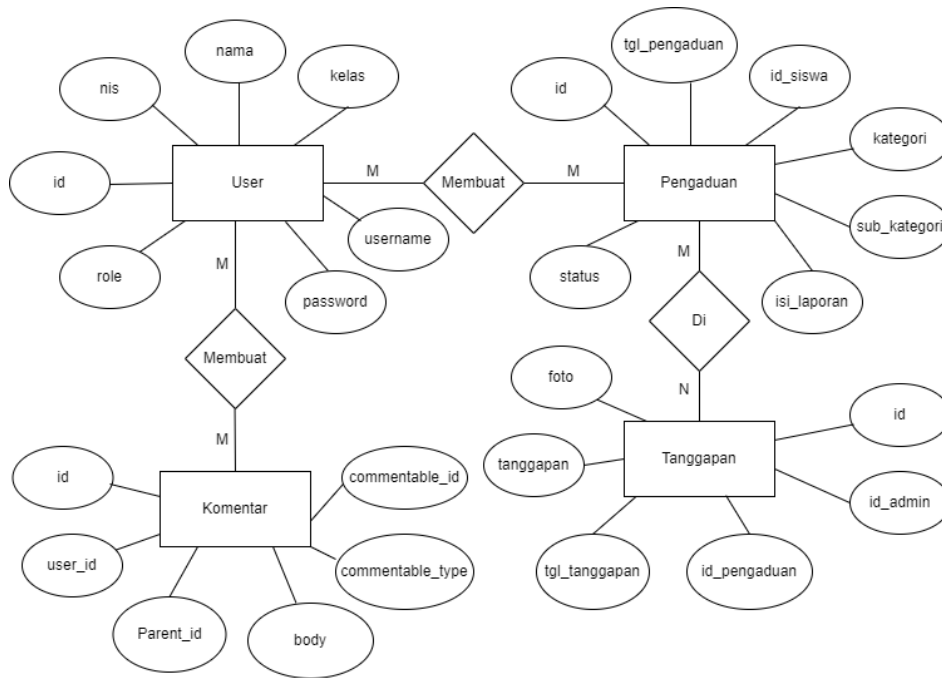 nama
nis
kelas
id
User
role
username
password
M
Membuat
M
tgl_pengaduan
id
id_siswa
kategori
Pengaduan
sub_kategori
status
isi_laporan
M
Membuat
M
M
Di
N
foto
id
tanggapan
Tanggapan
id_admin
tgl_tanggapan
id_pengaduan
id
commentable_id
Komentar
user_id
commentable_type
Parent_id
body